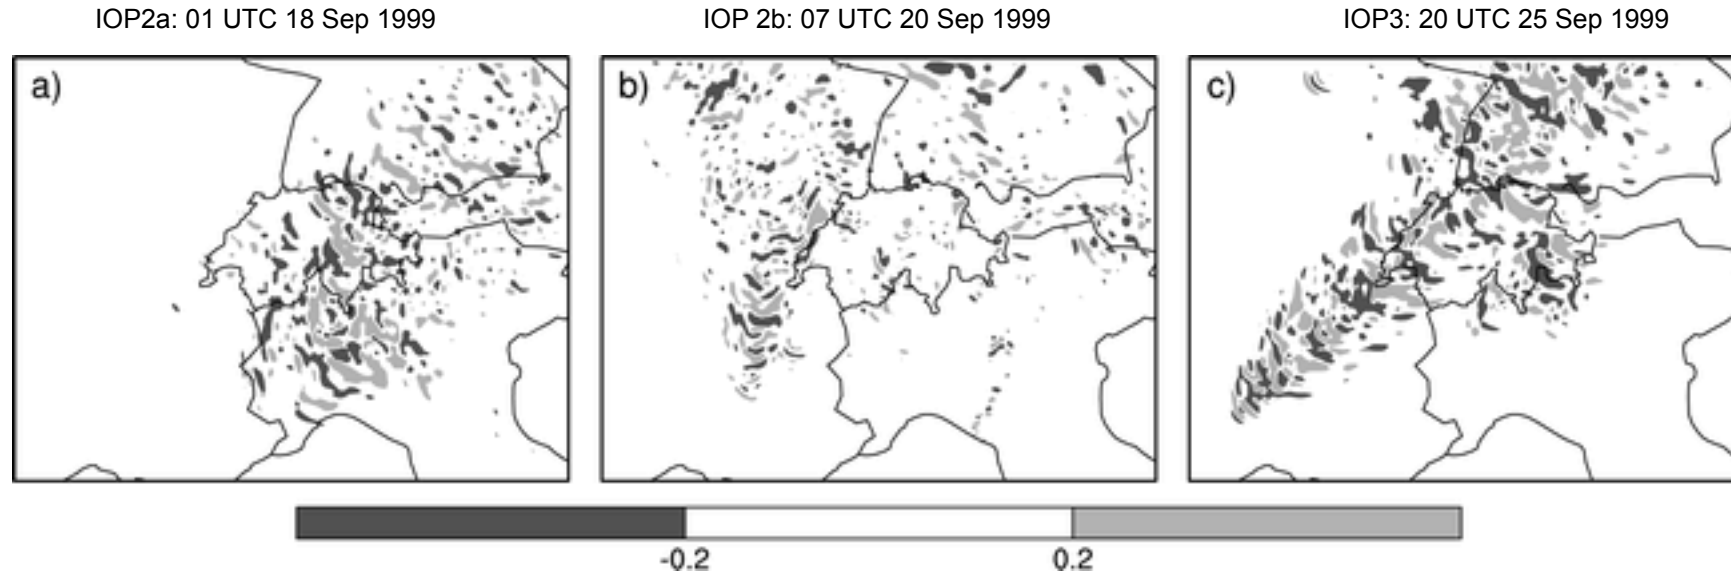 IOP2a: 01 UTC 18 Sep 1999
IOP 2b: 07 UTC 20 Sep 1999
IOP3: 20 UTC 25 Sep 1999
a)
b)
c)
-0.2
0.2